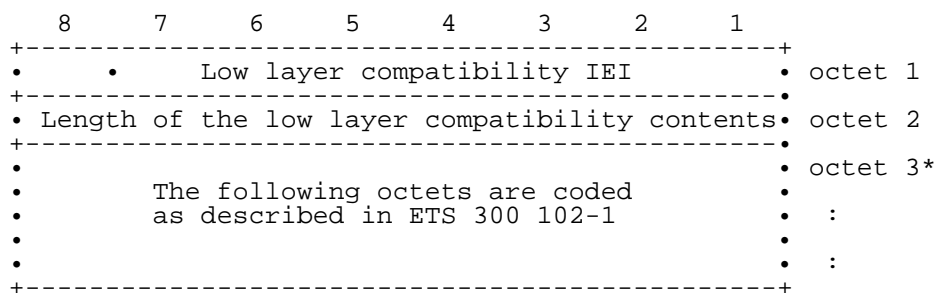 8 7 6 5 4 3 2 1
+-----------------------------------------------+
• • Low layer compatibility IEI • octet 1
+-----------------------------------------------•
• Length of the low layer compatibility contents• octet 2
+-----------------------------------------------•
• • octet 3*
• The following octets are coded •
• as described in ETS 300 102-1 • :
• •
• • :
+-----------------------------------------------+